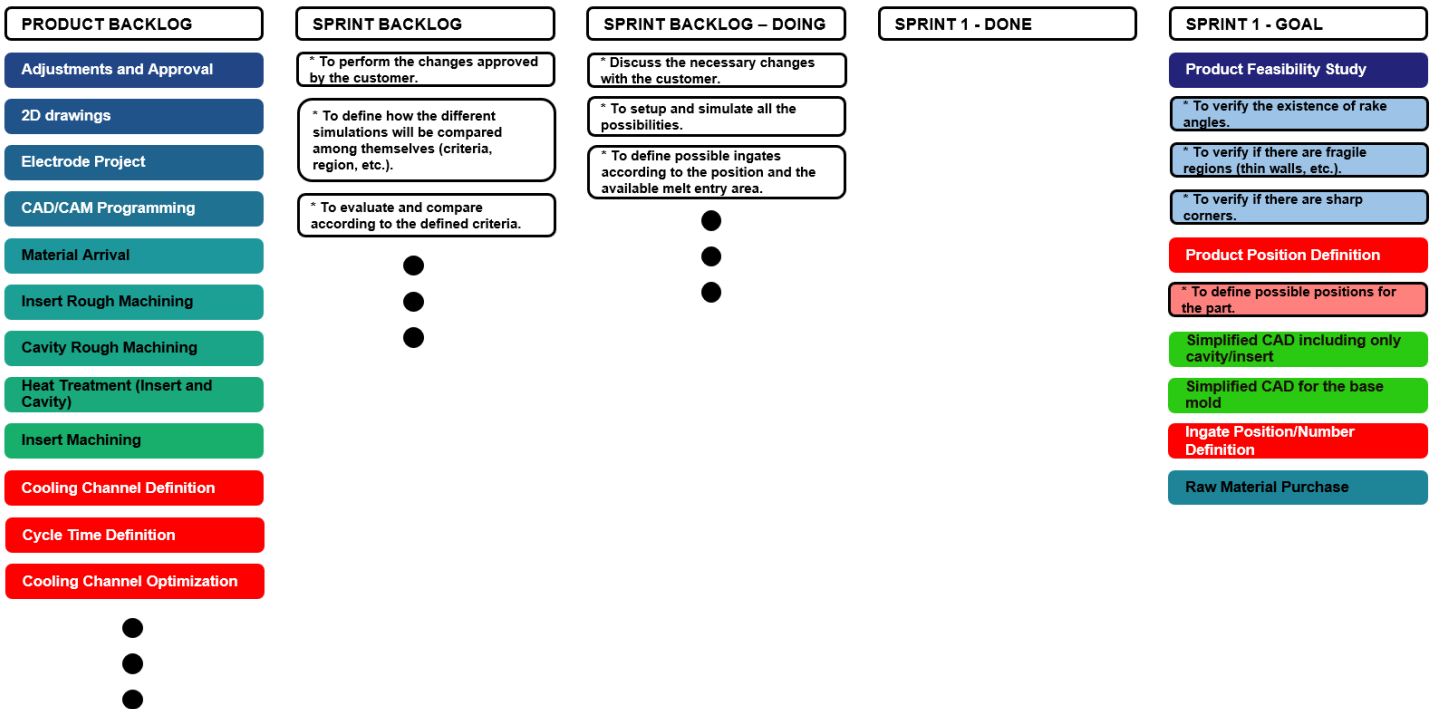 PRODUCT BACKLOG
Adjustments and Approval
2D drawings
Electrode Project
CAD/CAM Programming
Material Arrival
Insert Rough Machining
Cavity Rough Machining
Heat Treatment (Insert and
Cavity)
Insert Machining
Cooling Channel Definition
Cycle Time Definition
Cooling Channel Optimization
SPRINT BACKLOG
* To perform the changes approved
by the customer.
* To define how the different
simulations will be compared
among themselves (criteria,
region, etc.).
* To evaluate and compare
according to the defined criteria.
SPRINT BACKLOG – DOING
* Discuss the necessary changes
with the customer.
* To setup and simulate all the
possibilities.
* To define possible ingates
according to the position and the
available melt entry area.
SPRINT 1 - DONE
SPRINT 1 - GOAL
Product Feasibility Study
* To verify the existence of rake
angles.
* To verify if there are fragile
regions (thin walls, etc.).
* To verify if there are sharp
corners.
Product Position Definition
* To define possible positions for
the part.
Simplified CAD including only
cavity/insert
Simplified CAD for the base
mold
Ingate Position/Number
Definition
Raw Material Purchase